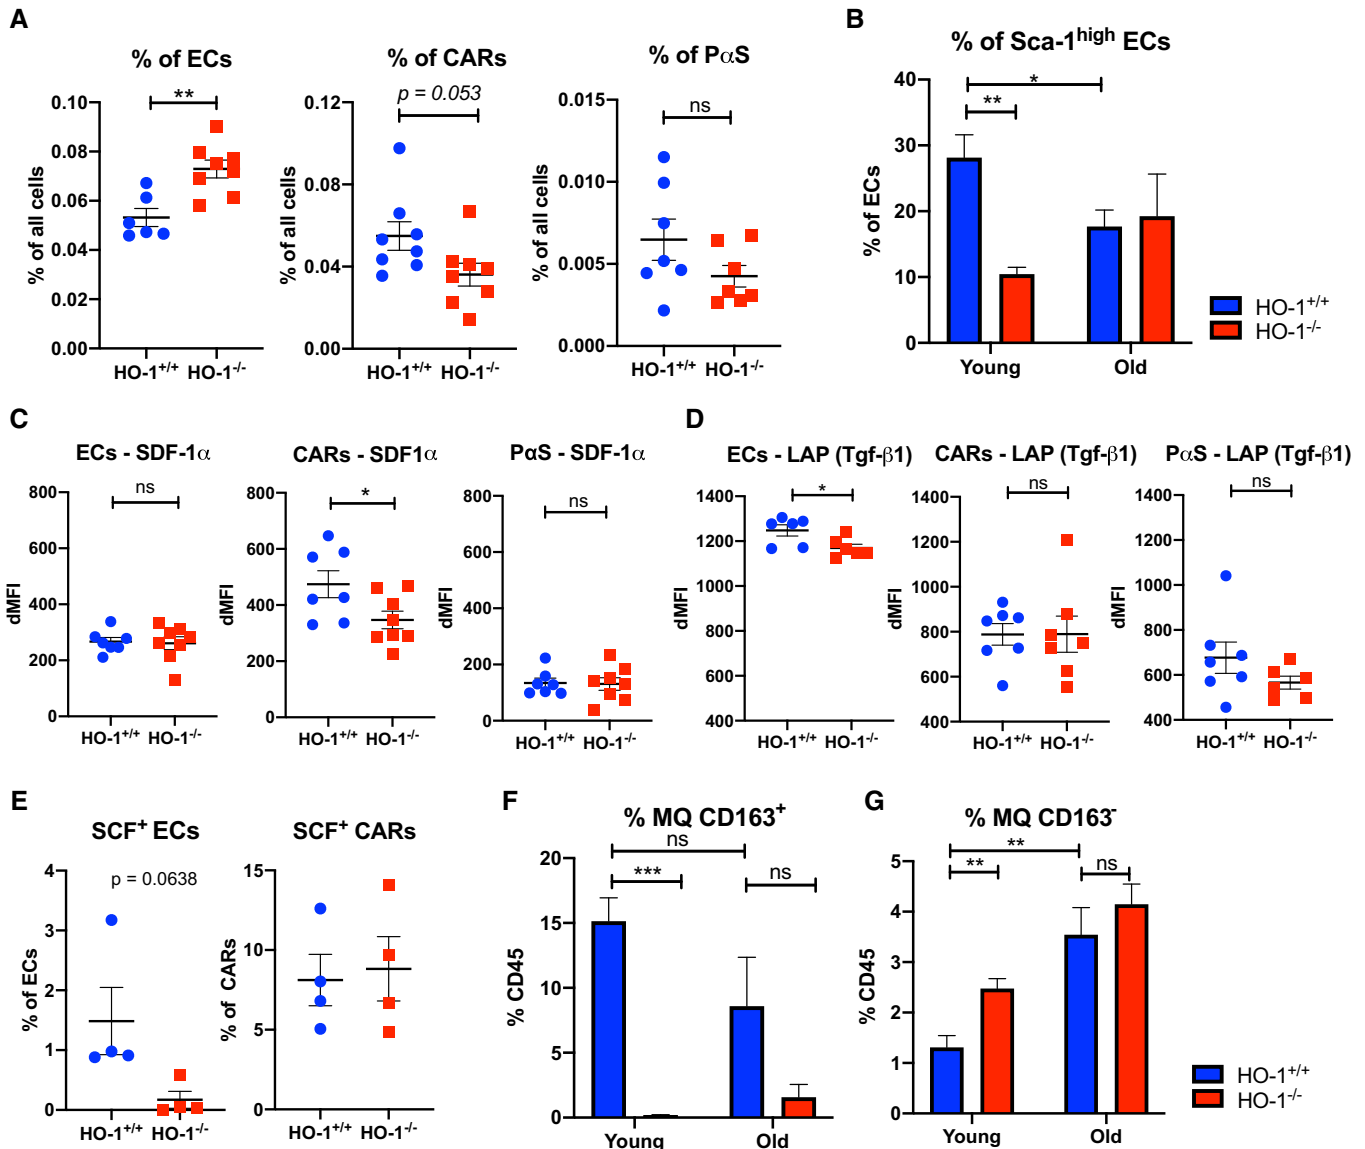 A
% of ECs
**
0.10
0.08
0.06
0.04
0.02
0.00
% of all cells
HO-1+/+ HO-1-/-
% of CARs
p = 0.053
0.12
0.08
0.04
0.00
% of all cells
HO-1+/+ HO-1-/-
% of PαS
ns
0.015
0.010
0.005
0.000
% of all cells
HO-1+/+ HO-1-/-
B
% of Sca-1high ECs
*
**
40
30
20
10
0
% of ECs
Young Old
HO-1+/+
HO-1-/-
C
ECs - SDF-1α
ns
800
600
400
200
0
dMFI
HO-1+/+ HO-1-/-
CARs - SDF1α
*
800
600
400
200
0
dMFI
HO-1+/+ HO-1-/-
PαS - SDF-1α
ns
800
600
400
200
0
dMFI
HO-1+/+ HO-1-/-
D
ECs - LAP (Tgf-β1)
*
1400
1200
1000
800
600
400
dMFI
HO-1+/+ HO-1-/-
CARs - LAP (Tgf-β1)
ns
1400
1200
1000
800
600
400
dMFI
HO-1+/+ HO-1-/-
PαS - LAP (Tgf-β1)
ns
1400
1200
1000
800
600
400
HO-1+/+ HO-1-/-
E
SCF+ ECs
p = 0.0638
4
3
2
1
0
% of ECs
HO-1+/+ HO-1-/-
SCF+ CARs
15
10
5
0
% of CARs
HO-1+/+ HO-1-/-
F
% MQ CD163+
ns
***
ns
20
15
10
5
0
% CD45
Young Old
G
% MQ CD163-
**
**
ns
5
4
3
2
1
0
% CD45
Young Old
HO-1+/+
HO-1-/-